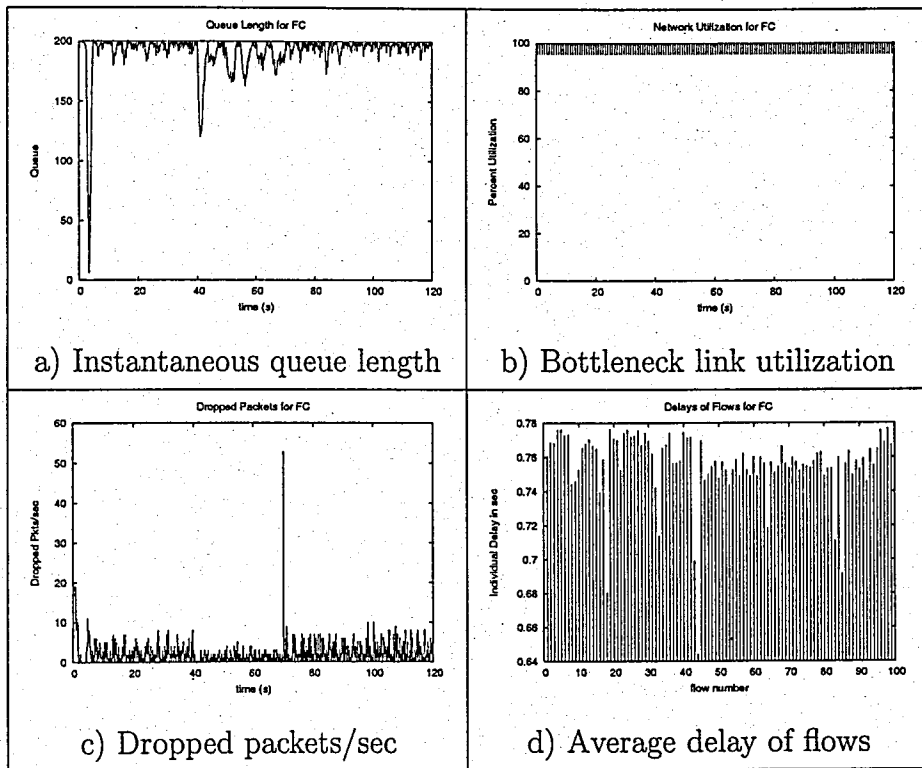 Queue Length for FC
200
150
100
50
0
Queue
0 20 40 60 80 100 120
time (s)
a) Instantaneous queue length
Network Utilization for FC
100
80
60
40
20
0
Percent Utilization
0 20 40 60 80 100 120
time (s)
b) Bottleneck link utilization
Dropped Packets for FC
60
50
40
30
20
10
0
Dropped Pkts/sec
0 20 40 60 80 100 120
time (s)
c) Dropped packets/sec
Delays of Flows for FC
0.78
0.76
0.74
0.72
0.7
0.68
0.66
0.64
Individual Delay in sec
0 10 20 30 40 50 60 70 80 90 100
flow number
d) Average delay of flows